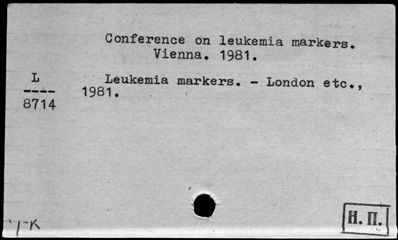 Conference on leukemia markers.
Vienna. 1981.
L
----
8714
Leukemia markers. - London etc.,
1981.
Н. П.